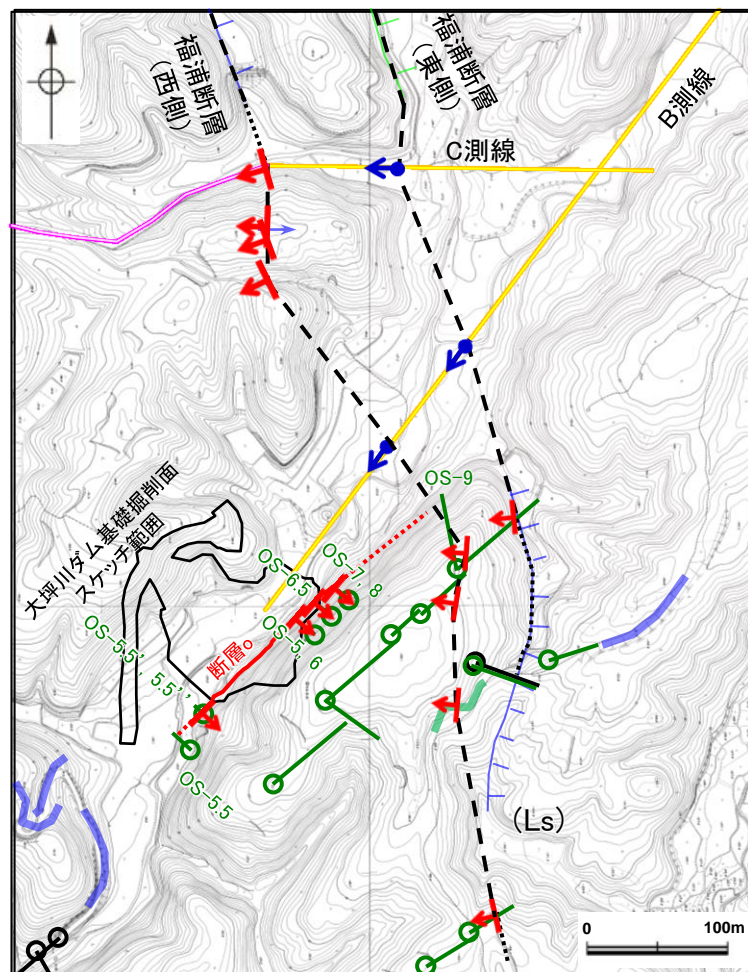 福浦断層
(西側)
福浦断層
(東側)
B測線
C測線
OS-9
大坪川ダム基礎掘削面
スケッチ範囲
OS-6.5
OS-7, 8
OS-5, 6
OS-5.5', 5.5''
断層o
OS-5.5
(Ls)
0
100m